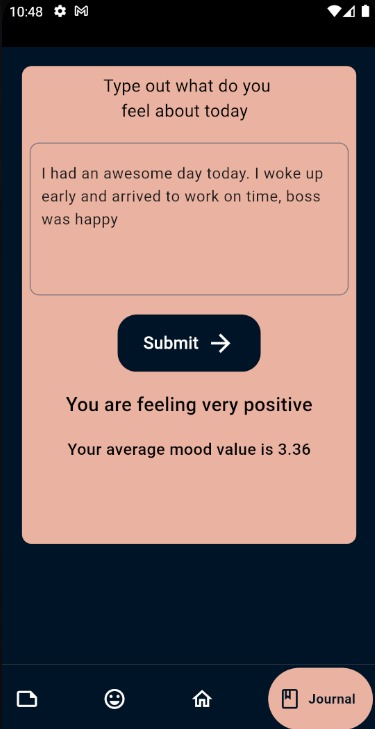 10:48
Type out what do you
feel about today
I had an awesome day today. I woke up
early and arrived to work on time, boss
was happy
Submit
You are feeling very positive
Your average mood value is 3.36
Journal